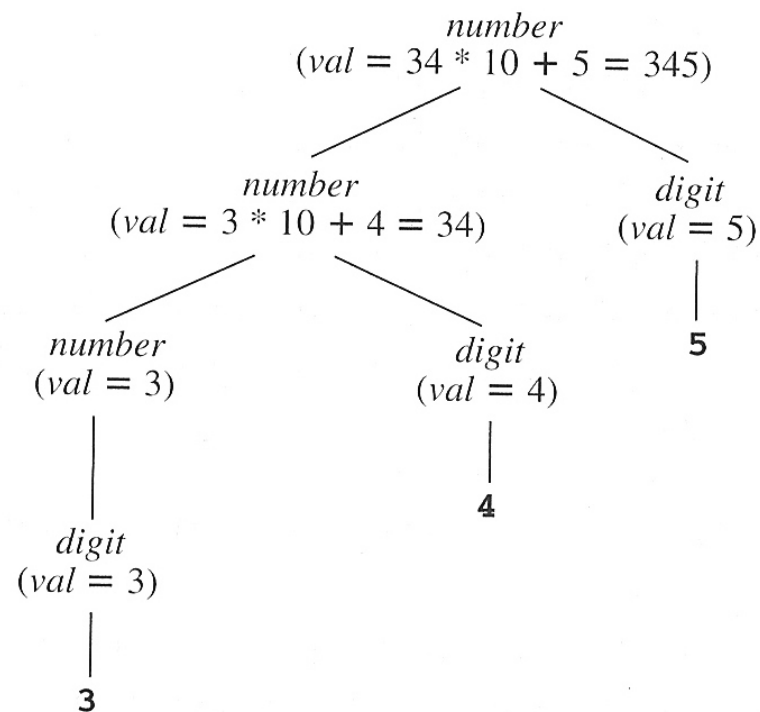 number
(val = 34 * 10 + 5 = 345)
number
(val = 3 * 10 + 4 = 34)
digit
(val = 5)
number
(val = 3)
digit
(val = 4)
5
4
digit
(val = 3)
3